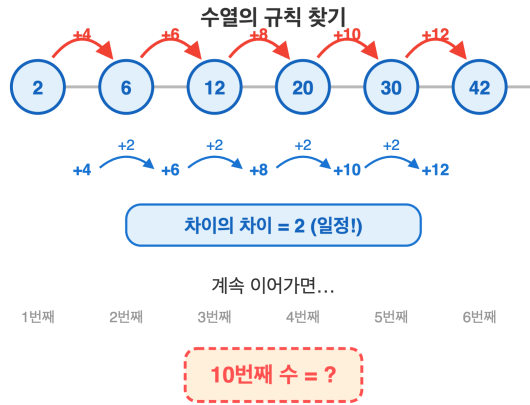 수열의 규칙 찾기
+4 +6 +8 +10 +12
2 6 12 20 30 42
+2 +2 +2 +2
+4 +6 +8 +10 +12
차이의 차이 = 2 (일정!)
계속 이어가면...
1번째 2번째 3번째 4번째 5번째 6번째
10번째 수 = ?